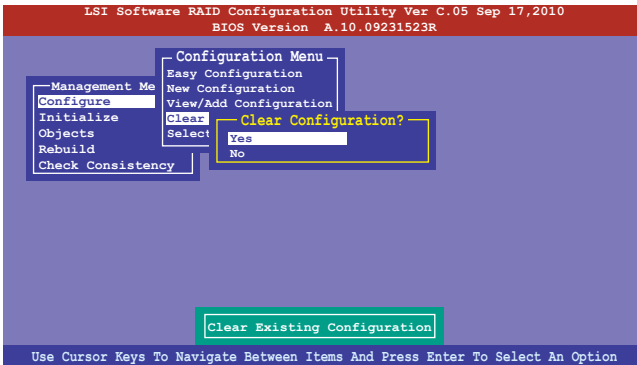 LSI Software RAID Configuration Utility Ver C.05 Sep 17,2010
BIOS Version A.10.09231523R
Configuration Menu
Easy Configuration
New Configuration
View/Add Configuration
Clear
Select
Management Me
Configure
Initialize
Objects
Rebuild
Check Consistency
Clear Configuration?
Yes
No
Clear Existing Configuration
Use Cursor Keys To Navigate Between Items And Press Enter To Select An Option